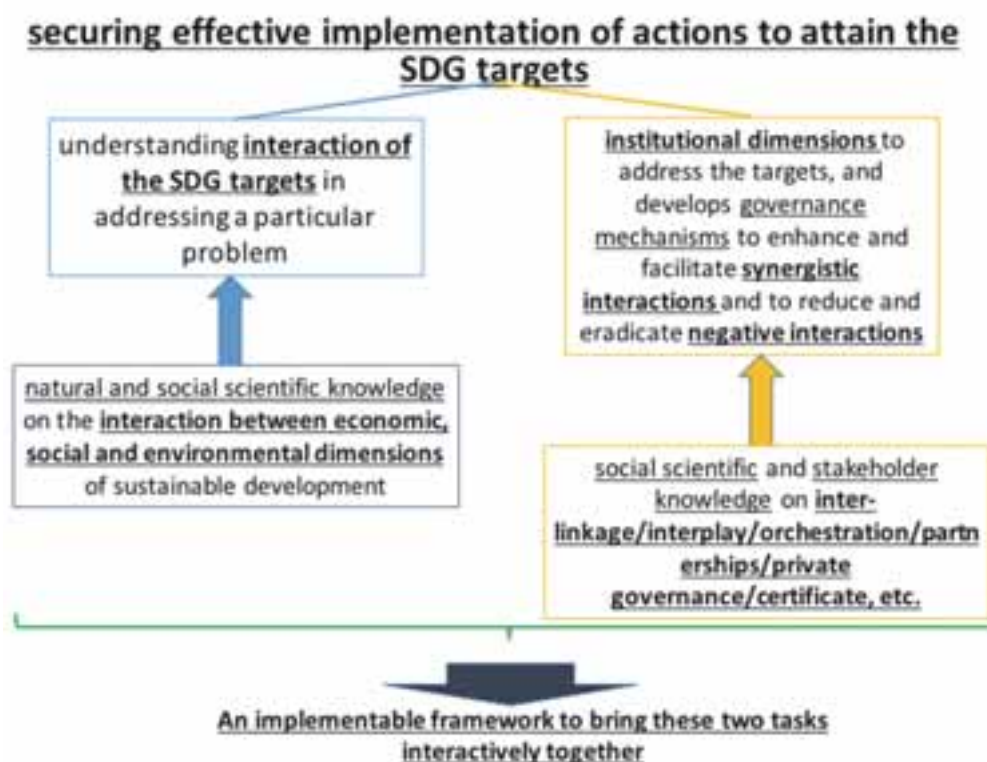 securing effective implementation of actions to attain the
SDG targets
understanding interaction of
the SDG targets in
addressing a particular
problem
institutional dimensions to
address the targets, and
develops governance
mechanisms to enhance and
facilitate synergistic
interactions and to reduce and
eradicate negative interactions
natural and social scientific knowledge
on the interaction between economic,
social and environmental dimensions
of sustainable development
social scientific and stakeholder
knowledge on inter-
linkage/interplay/orchestration/partn
erships/private
governance/certificate, etc.
An implementable framework to bring these two tasks
interactively together